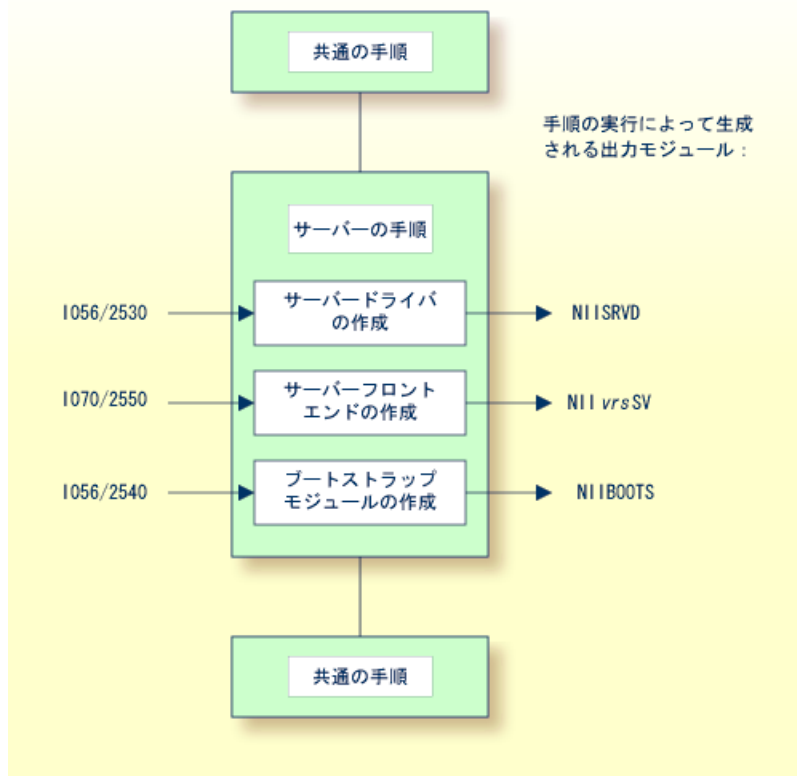 共通の手順
手順の実行によって生成
される出力モジュール：
サーバーの手順
I056/2530
サーバードライバ
の作成
NIISRVD
I070/2550
サーバーフロント
エンドの作成
NIIvrsSV
I056/2540
ブートストラップ
モジュールの作成
NIIBOOTS
共通の手順